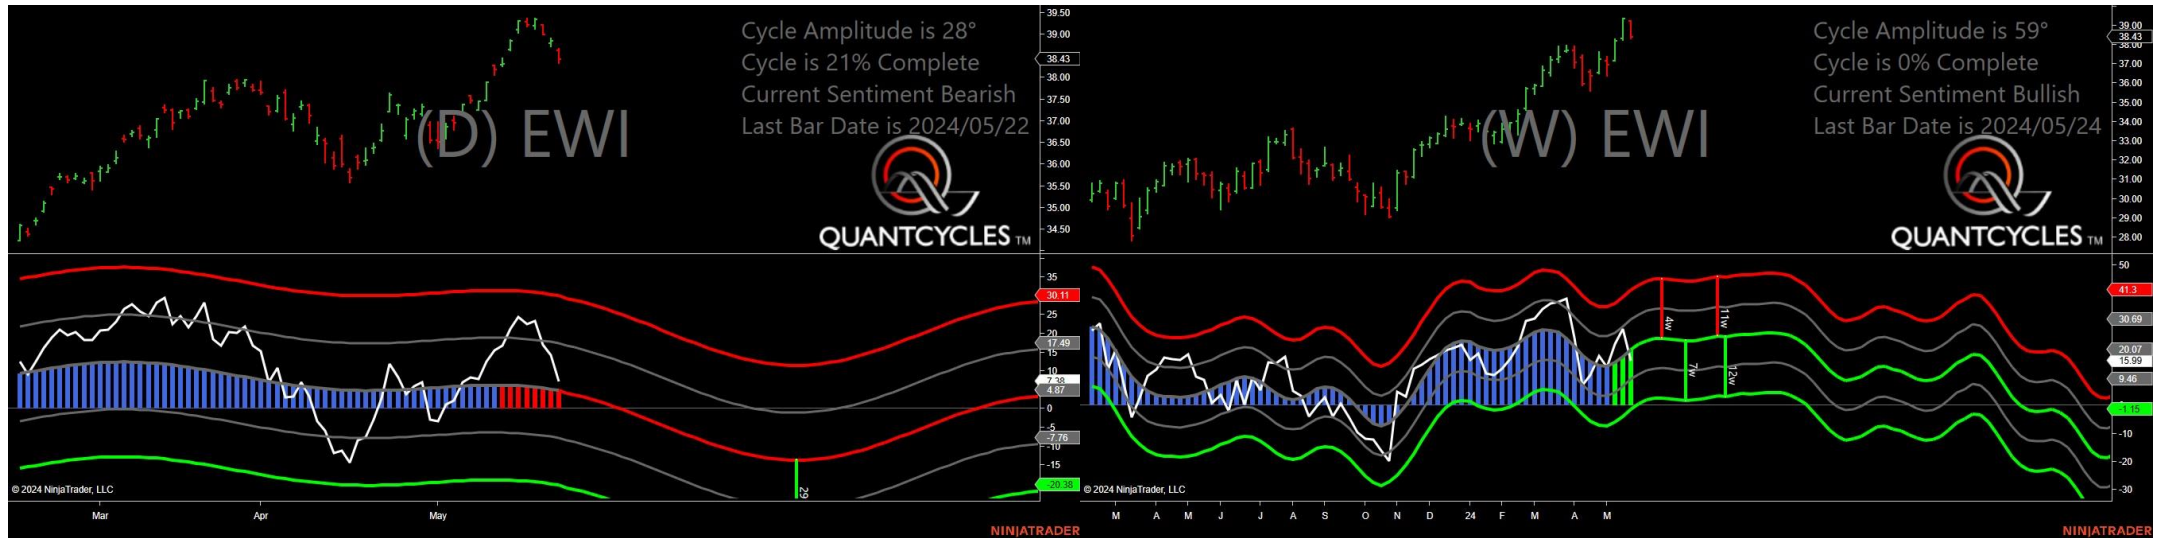 Cycle Amplitude is 28°
Cycle is 21% Complete
Current Sentiment Bearish
Last Bar Date is 2024/05/22
(D) EWI
QUANTCYCLES TM
39.50
39.00
38.43
38.00
37.50
37.00
36.50
36.00
35.50
35.00
34.50
35
30.11
25
20
17.49
15
10
7.38
4.87
0
-5
-7.76
-10
-15
-20.38
29
© 2024 NinjaTrader, LLC
Mar Apr May
NINJATRADER
Cycle Amplitude is 59°
Cycle is 0% Complete
Current Sentiment Bullish
Last Bar Date is 2024/05/24
(W) EWI
QUANTCYCLES TM
39.00
38.43
38.00
37.00
36.00
35.00
34.00
33.00
32.00
31.00
30.00
29.00
28.00
50
41.3
30.69
20.07
15.99
9.46
-1.15
-10
-20
-30
4w
11w
7w
12w
© 2024 NinjaTrader, LLC
M A M J J A S O N D 24 F M A M
NINJATRADER